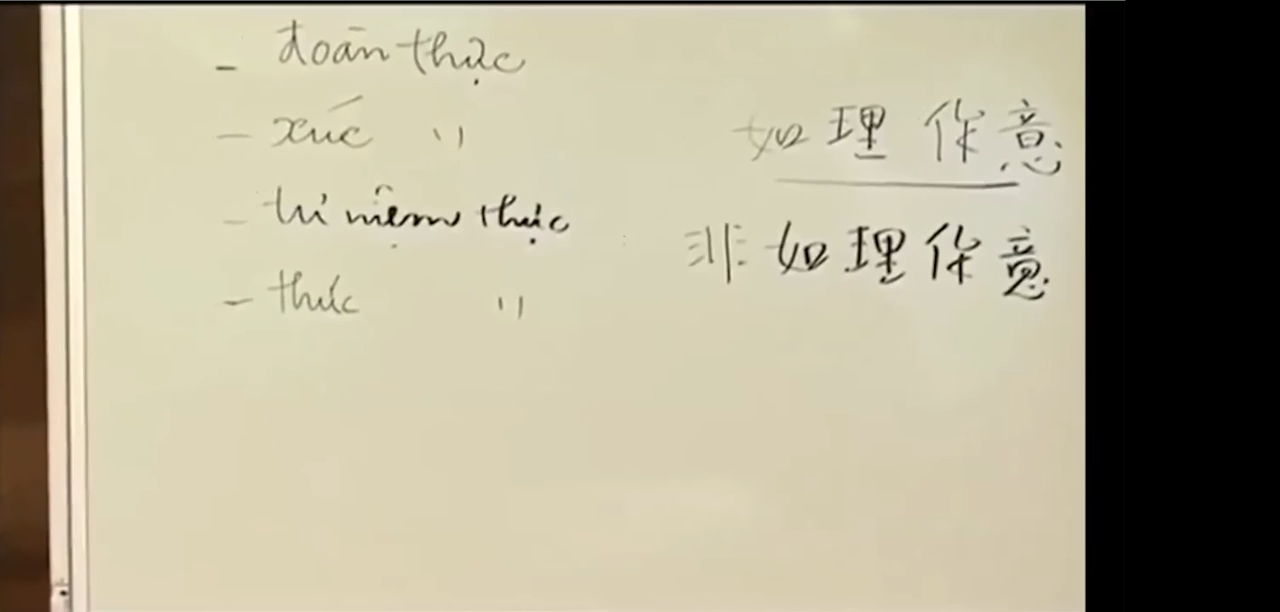 - đoàn thực
- xúc "
- tư niệm thực
- thức "
如理作意
非如理作意